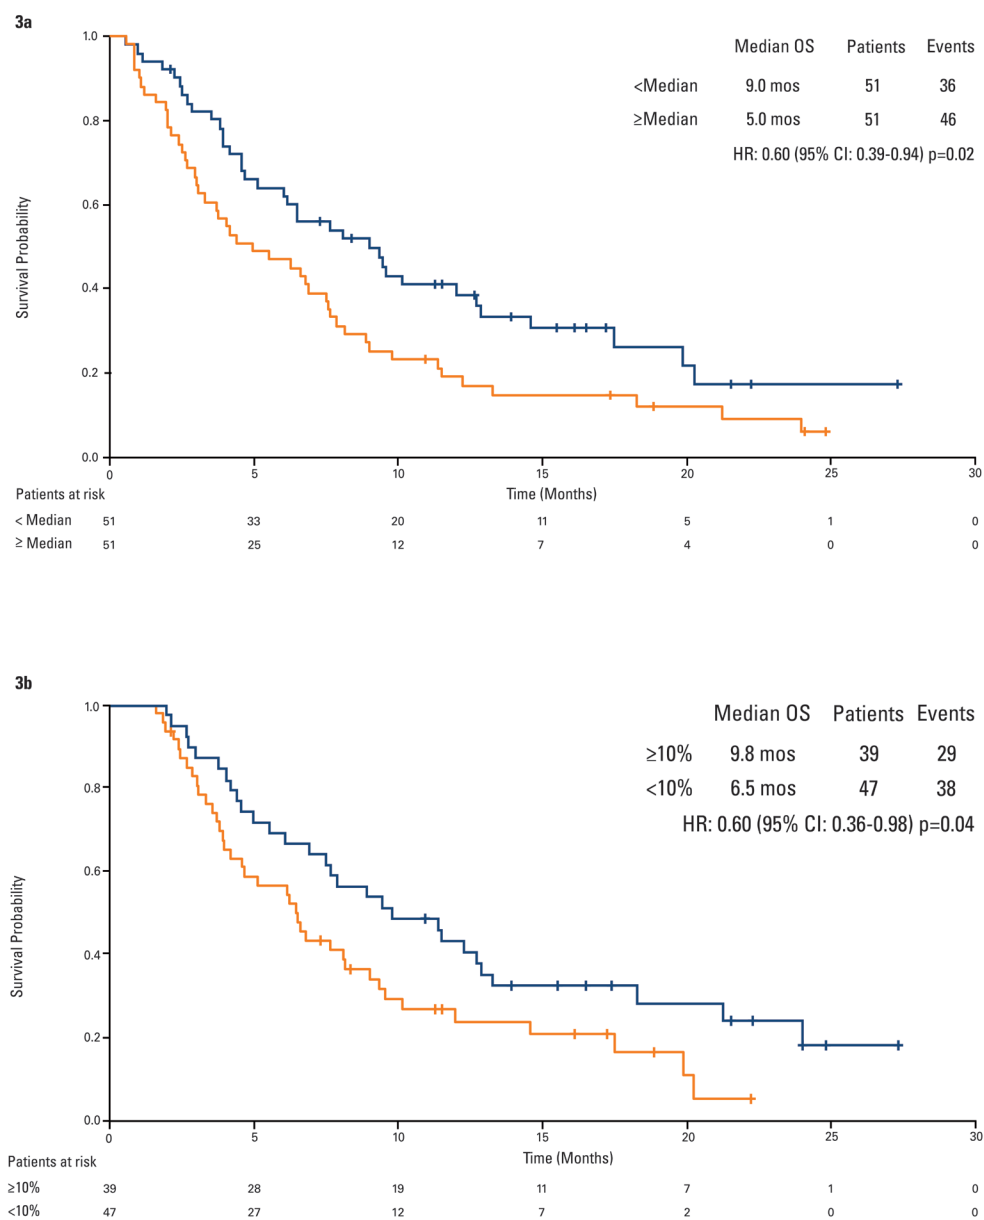 3a
Median OS Patients Events
<Median 9.0 mos 51 36
≥Median 5.0 mos 51 46
HR: 0.60 (95% CI: 0.39-0.94) p=0.02
Survival Probability
1.0
0.8
0.6
0.4
0.2
0.0
0 5 10 15 20 25 30
Time (Months)
Patients at risk
< Median 51 33 20 11 5 1 0
≥ Median 51 25 12 7 4 0 0
3b
Median OS Patients Events
≥10% 9.8 mos 39 29
<10% 6.5 mos 47 38
HR: 0.60 (95% CI: 0.36-0.98) p=0.04
Survival Probability
1.0
0.8
0.6
0.4
0.2
0.0
0 5 10 15 20 25 30
Time (Months)
Patients at risk
≥10% 39 28 19 11 7 1 0
<10% 47 27 12 7 2 0 0